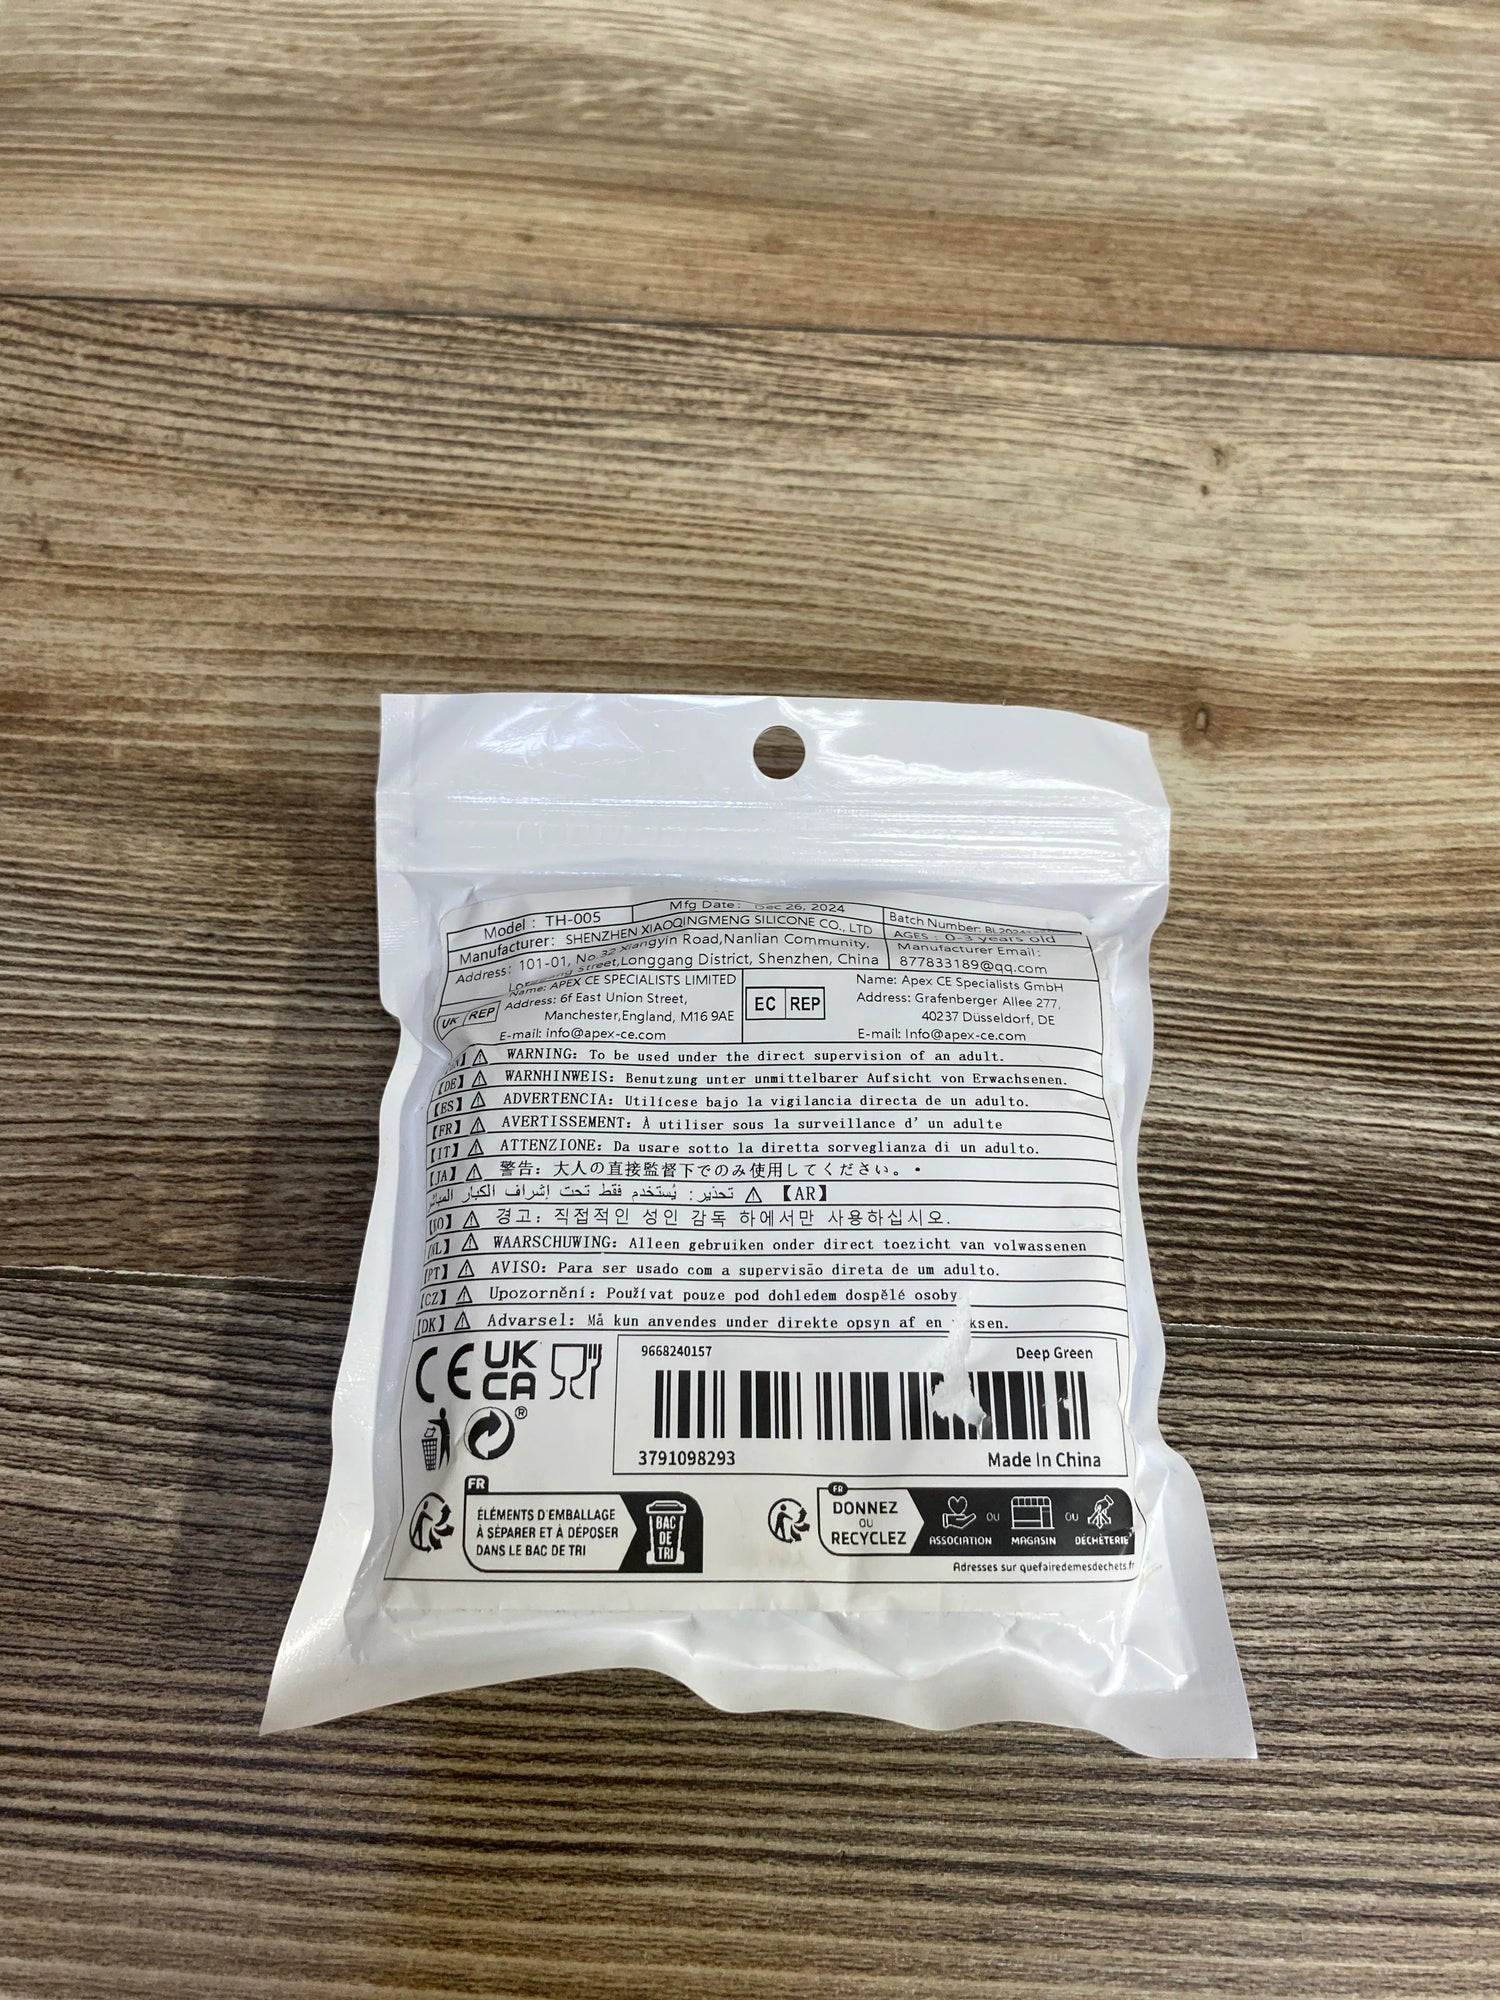 Model: TH-005
Mfg Date: Dec 26, 2024
Batch Number:
Manufacturer: SHENZHEN XIAOQINGMENG SILICONE CO., LTD
AGES: 0-3 years old
Address: 101-01, No 32 Xiangyin Road,Nanlian Community,
Street,Longgang District, Shenzhen, China
Manufacturer Email:
877833189@qq.com
UK REP
Name: APEX CE SPECIALISTS LIMITED
Address: 6f East Union Street,
Manchester,England, M16 9AE
E-mail: info@apex-ce.com
EC REP
Name: Apex CE Specialists GmbH
Address: Grafenberger Allee 277,
40237 Düsseldorf, DE
E-mail: Info@apex-ce.com
WARNING: To be used under the direct supervision of an adult.
【DE】 WARNHINWEIS: Benutzung unter unmittelbarer Aufsicht von Erwachsenen.
【ES】 ADVERTENCIA: Utilícese bajo la vigilancia directa de un adulto.
【FR】 AVERTISSEMENT: À utiliser sous la surveillance d' un adulte
【IT】 ATTENZIONE: Da usare sotto la diretta sorveglianza di un adulto.
【JA】 警告: 大人の直接監督下でのみ使用してください。•
【AR】 تحذير: يُستخدم فقط تحت إشراف الكبار
【KO】 경고: 직접적인 성인 감독 하에서만 사용하십시오.
【NL】 WAARSCHUWING: Alleen gebruiken onder direct toezicht van volwassenen
【PT】 AVISO: Para ser usado com a supervisão direta de um adulto.
【CZ】 Upozornění: Používat pouze pod dohledem dospělé osoby
【DK】 Advarsel: Må kun anvendes under direkte opsyn af en
CE UK CA
9668240157
Deep Green
3791098293
Made In China
FR
ÉLÉMENTS D'EMBALLAGE
À SÉPARER ET À DÉPOSER
DANS LE BAC DE TRI
BAC
DE
TRI
FR
DONNEZ
OU
RECYCLEZ
ASSOCIATION
OU
MAGASIN
OU
DÉCHÈTERIE
Adresses sur quefairedemesdechets.fr